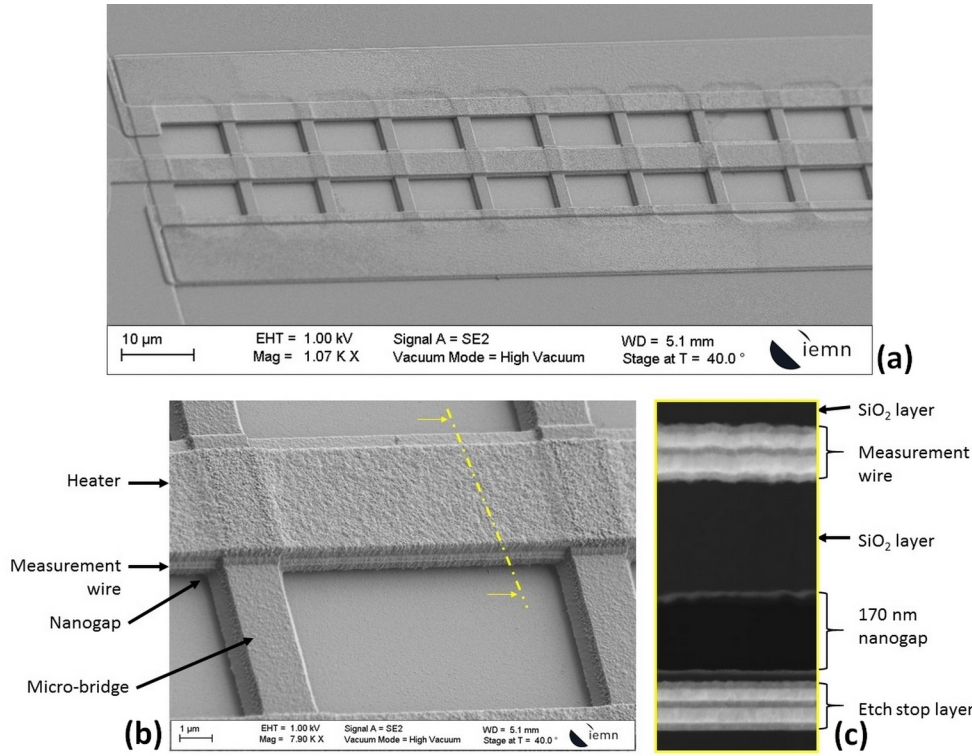 10 µm
EHT = 1.00 kV
Mag = 1.07 K X
Signal A = SE2
Vacuum Mode = High Vacuum
WD = 5.1 mm
Stage at T = 40.0 °
iemn
(a)
Heater
Measurement
wire
Nanogap
Micro-bridge
(b)
1 µm
EHT = 1.00 kV
Mag = 7.90 K X
Signal A = SE2
Vacuum Mode = High Vacuum
WD = 5.1 mm
Stage at T = 40.0 °
iemn
SiO₂ layer
Measurement
wire
SiO₂ layer
170 nm
nanogap
Etch stop layer
(c)